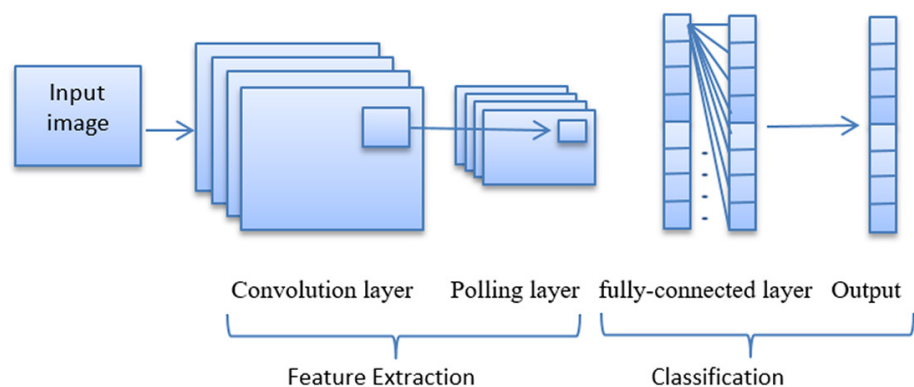 Input
image
Convolution layer
Polling layer
fully-connected layer
Output
Feature Extraction
Classification